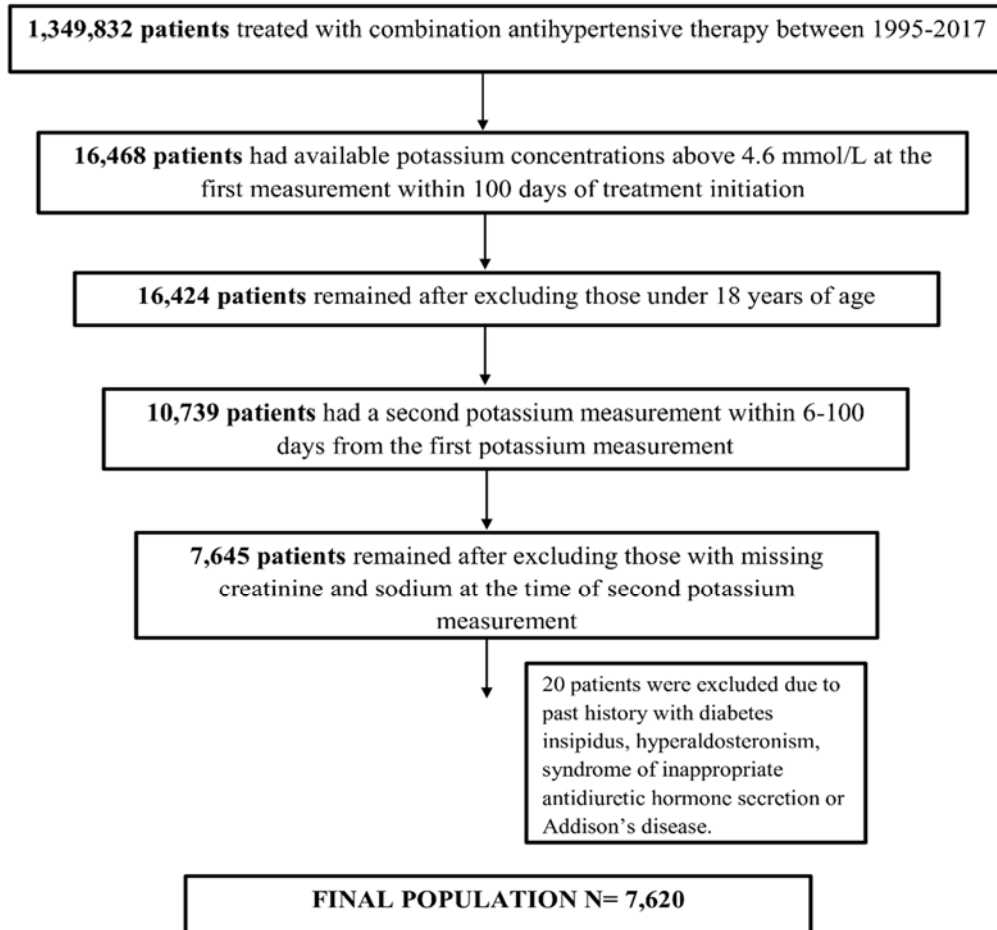 1,349,832 patients treated with combination antihypertensive therapy between 1995-2017
16,468 patients had available potassium concentrations above 4.6 mmol/L at the
first measurement within 100 days of treatment initiation
16,424 patients remained after excluding those under 18 years of age
10,739 patients had a second potassium measurement within 6-100
days from the first potassium measurement
7,645 patients remained after excluding those with missing
creatinine and sodium at the time of second potassium
measurement
20 patients were excluded due to
past history with diabetes
insipidus, hyperaldosteronism,
syndrome of inappropriate
antidiuretic hormone secretion or
Addison's disease.
FINAL POPULATION N= 7,620